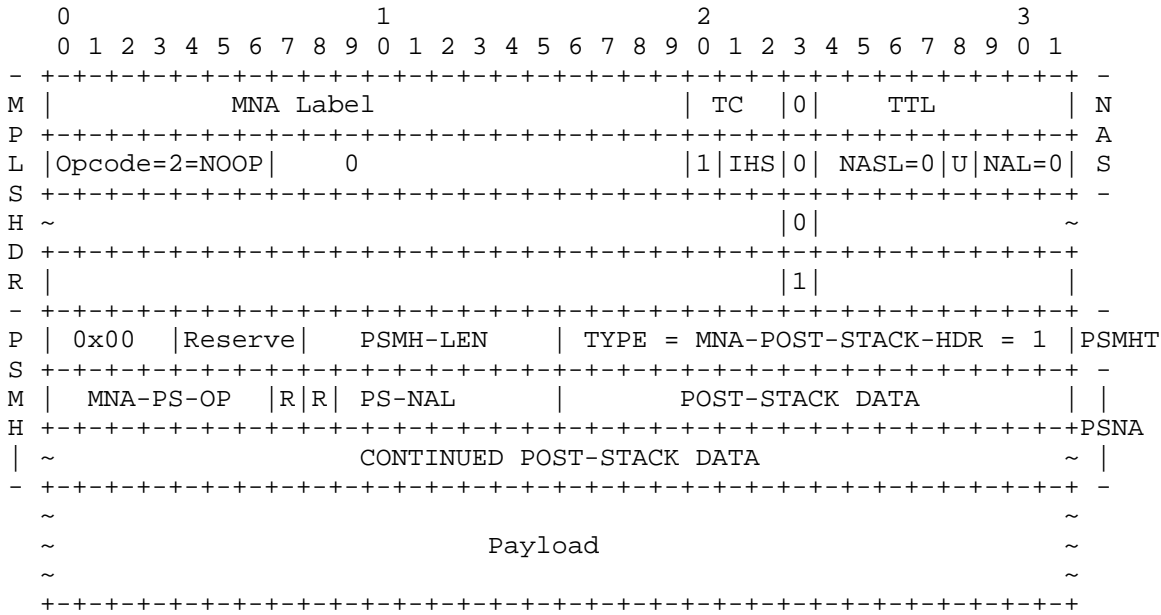 0                   1                   2                   3
    0 1 2 3 4 5 6 7 8 9 0 1 2 3 4 5 6 7 8 9 0 1 2 3 4 5 6 7 8 9 0 1
-  +-+-+-+-+-+-+-+-+-+-+-+-+-+-+-+-+-+-+-+-+-+-+-+-+-+-+-+-+-+-+-+-+ -
M  |           MNA Label                   | TC  |0|    TTL        | N
P  +-+-+-+-+-+-+-+-+-+-+-+-+-+-+-+-+-+-+-+-+-+-+-+-+-+-+-+-+-+-+-+-+ A
L  |Opcode=2=NOOP|    0                    |1|IHS|0| NASL=0|U|NAL=0| S
S  +-+-+-+-+-+-+-+-+-+-+-+-+-+-+-+-+-+-+-+-+-+-+-+-+-+-+-+-+-+-+-+-+ -
H  ~                                             |0|               ~
D  +-+-+-+-+-+-+-+-+-+-+-+-+-+-+-+-+-+-+-+-+-+-+-+-+-+-+-+-+-+-+-+-+
R  |                                             |1|               |
-  +-+-+-+-+-+-+-+-+-+-+-+-+-+-+-+-+-+-+-+-+-+-+-+-+-+-+-+-+-+-+-+-+ -
P  | 0x00  |Reserve|   PSMH-LEN    | TYPE = MNA-POST-STACK-HDR = 1 |PSMHT
S  +-+-+-+-+-+-+-+-+-+-+-+-+-+-+-+-+-+-+-+-+-+-+-+-+-+-+-+-+-+-+-+-+ -
M  |  MNA-PS-OP  |R|R| PS-NAL      |       POST-STACK DATA         | |
H  +-+-+-+-+-+-+-+-+-+-+-+-+-+-+-+-+-+-+-+-+-+-+-+-+-+-+-+-+-+-+-+-+PSNA
|  ~                   CONTINUED POST-STACK DATA                   ~ |
-  +-+-+-+-+-+-+-+-+-+-+-+-+-+-+-+-+-+-+-+-+-+-+-+-+-+-+-+-+-+-+-+-+ -
   ~                                                               ~
   ~                           Payload                             ~
   ~                                                               ~
   +-+-+-+-+-+-+-+-+-+-+-+-+-+-+-+-+-+-+-+-+-+-+-+-+-+-+-+-+-+-+-+-+